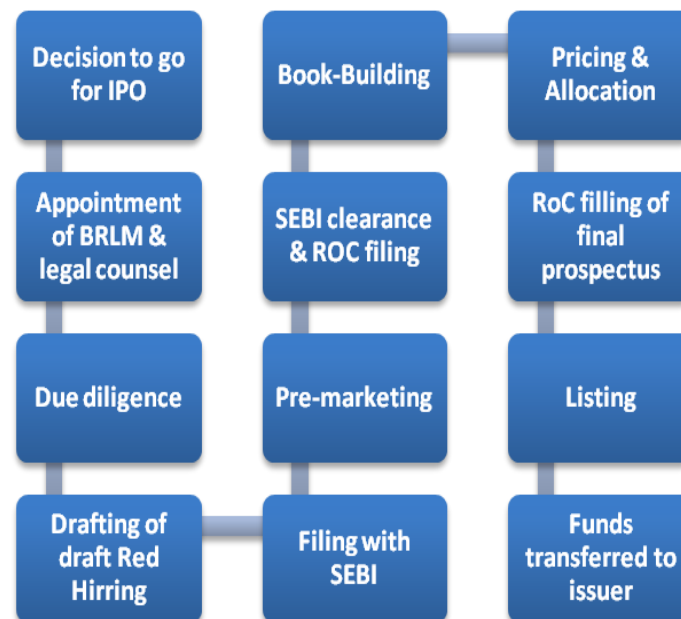 Decision to go
for IPO
Appointment
of BRLM &
legal counsel
Due diligence
Drafting of
draft Red
Hirring
Filing with
SEBI
Pre-marketing
SEBI clearance
& ROC filing
Book-Building
Pricing &
Allocation
RoC filling of
final
prospectus
Listing
Funds
transferred to
issuer